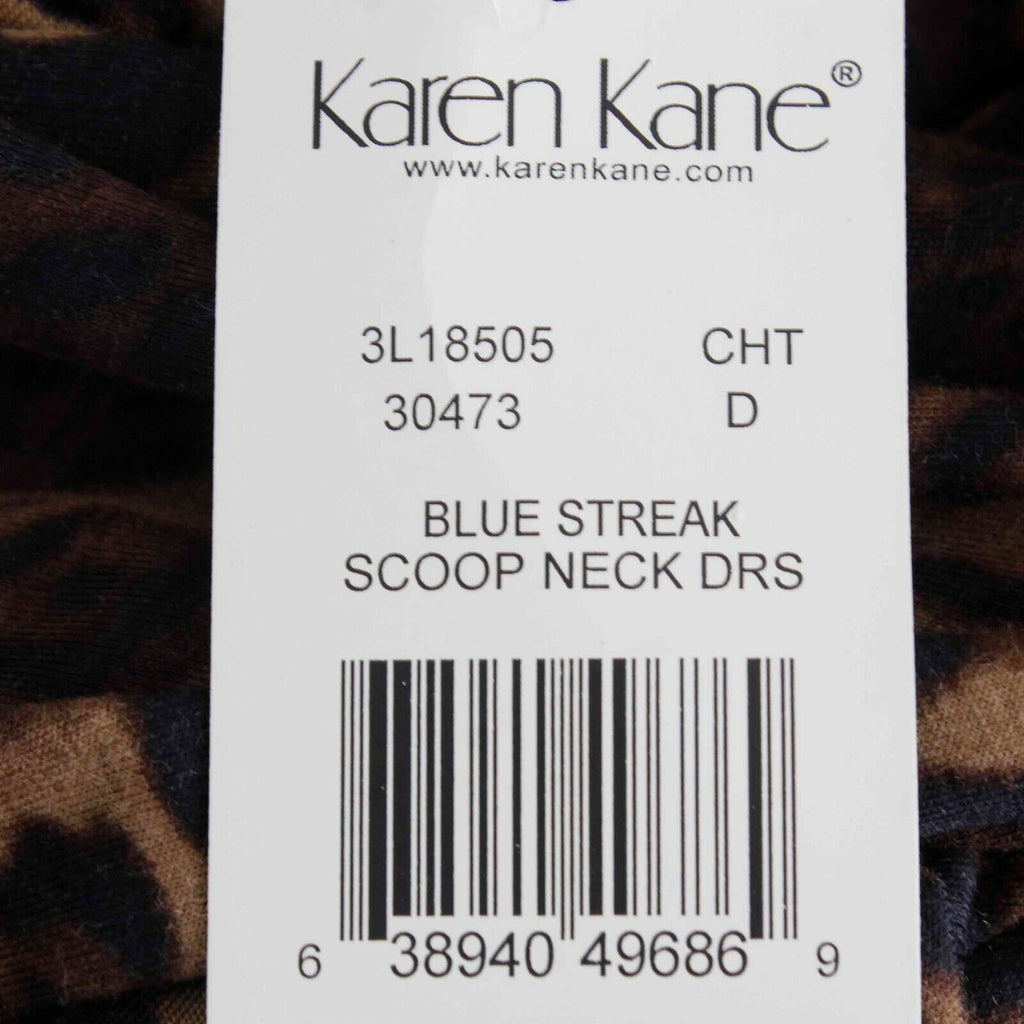 Karen Kane®
www.karenkane.com
3L18505 CHT
30473 D
BLUE STREAK
SCOOP NECK DRS
6 38940 49686 9